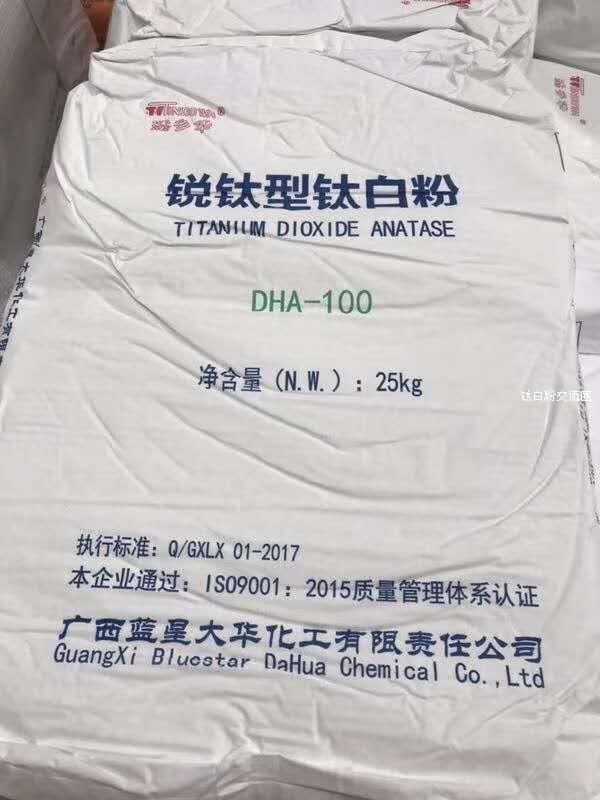 锐钛型钛白粉
TITANIUM DIOXIDE ANATASE
DHA-100
净含量（N.W.）：25kg
钛白粉交流圈
执行标准：Q/GXLX 01-2017
本企业通过：ISO9001：2015质量管理体系认证
广西蓝星大华化工有限责任公司
GuangXi Bluestar DaHua Chemical Co.,Ltd